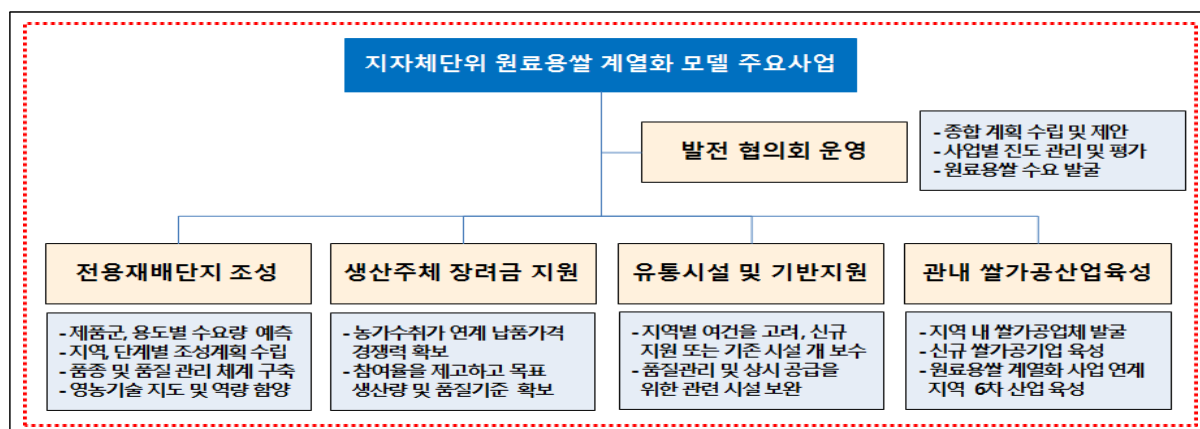 지자체단위 원료용쌀 계열화 모델 주요사업
발전 협의회 운영
- 종합 계획 수립 및 제안
- 사업별 진도 관리 및 평가
- 원료용쌀 수요 발굴
전용재배단지 조성
- 제품군, 용도별 수요량 예측
- 지역, 단계별 조성계획 수립
- 품종 및 품질 관리 체계 구축
- 영농기술 지도 및 역량 함양
생산주체 장려금 지원
- 농가수취가 연계 납품가격
경쟁력 확보
- 참여율을 제고하고 목표
생산량 및 품질기준 확보
유통시설 및 기반지원
- 지역별 여건을 고려, 신규
지원 또는 기존 시설 개 보수
- 품질관리 및 상시 공급을
위한 관련 시설 보완
관내 쌀가공산업육성
- 지역 내 쌀가공업체 발굴
- 신규 쌀가공기업 육성
- 원료용쌀 계열화 사업 연계
지역 6차 산업 육성